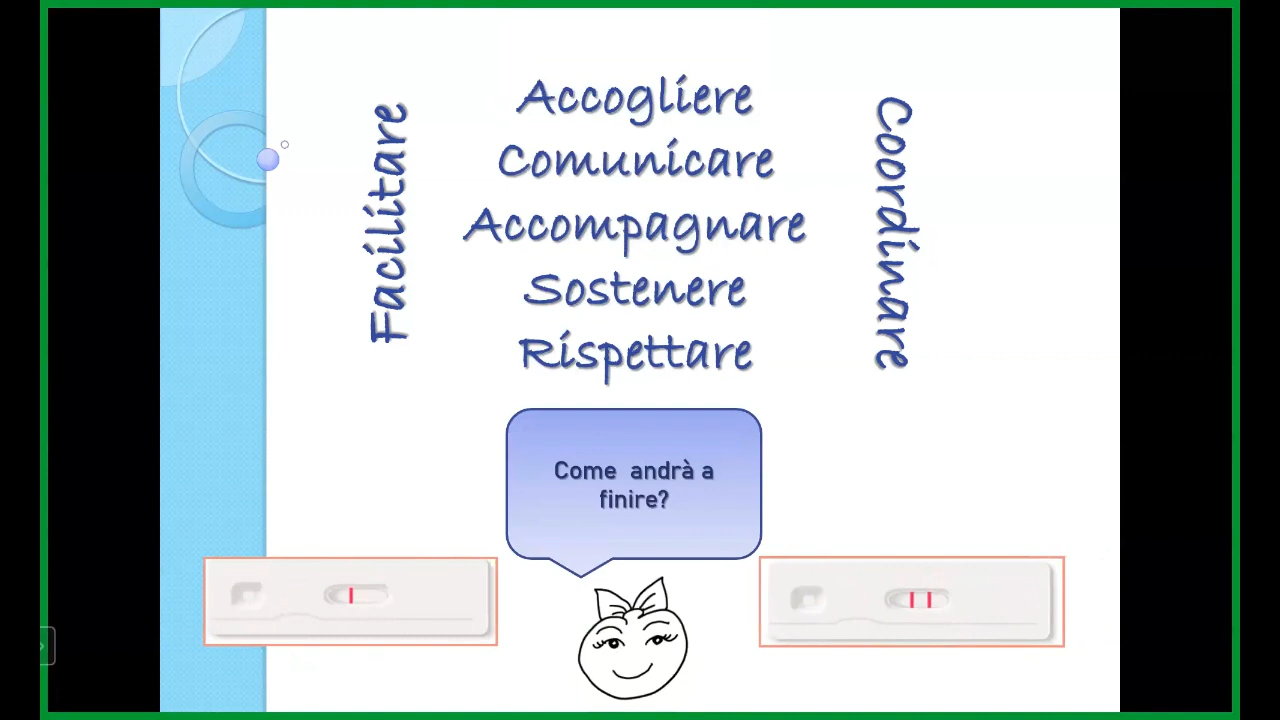 Facilitare
Accogliere
Comunicare
Accompagnare
Sostenere
Rispettare
Coordinare
Come andrà a
finire?